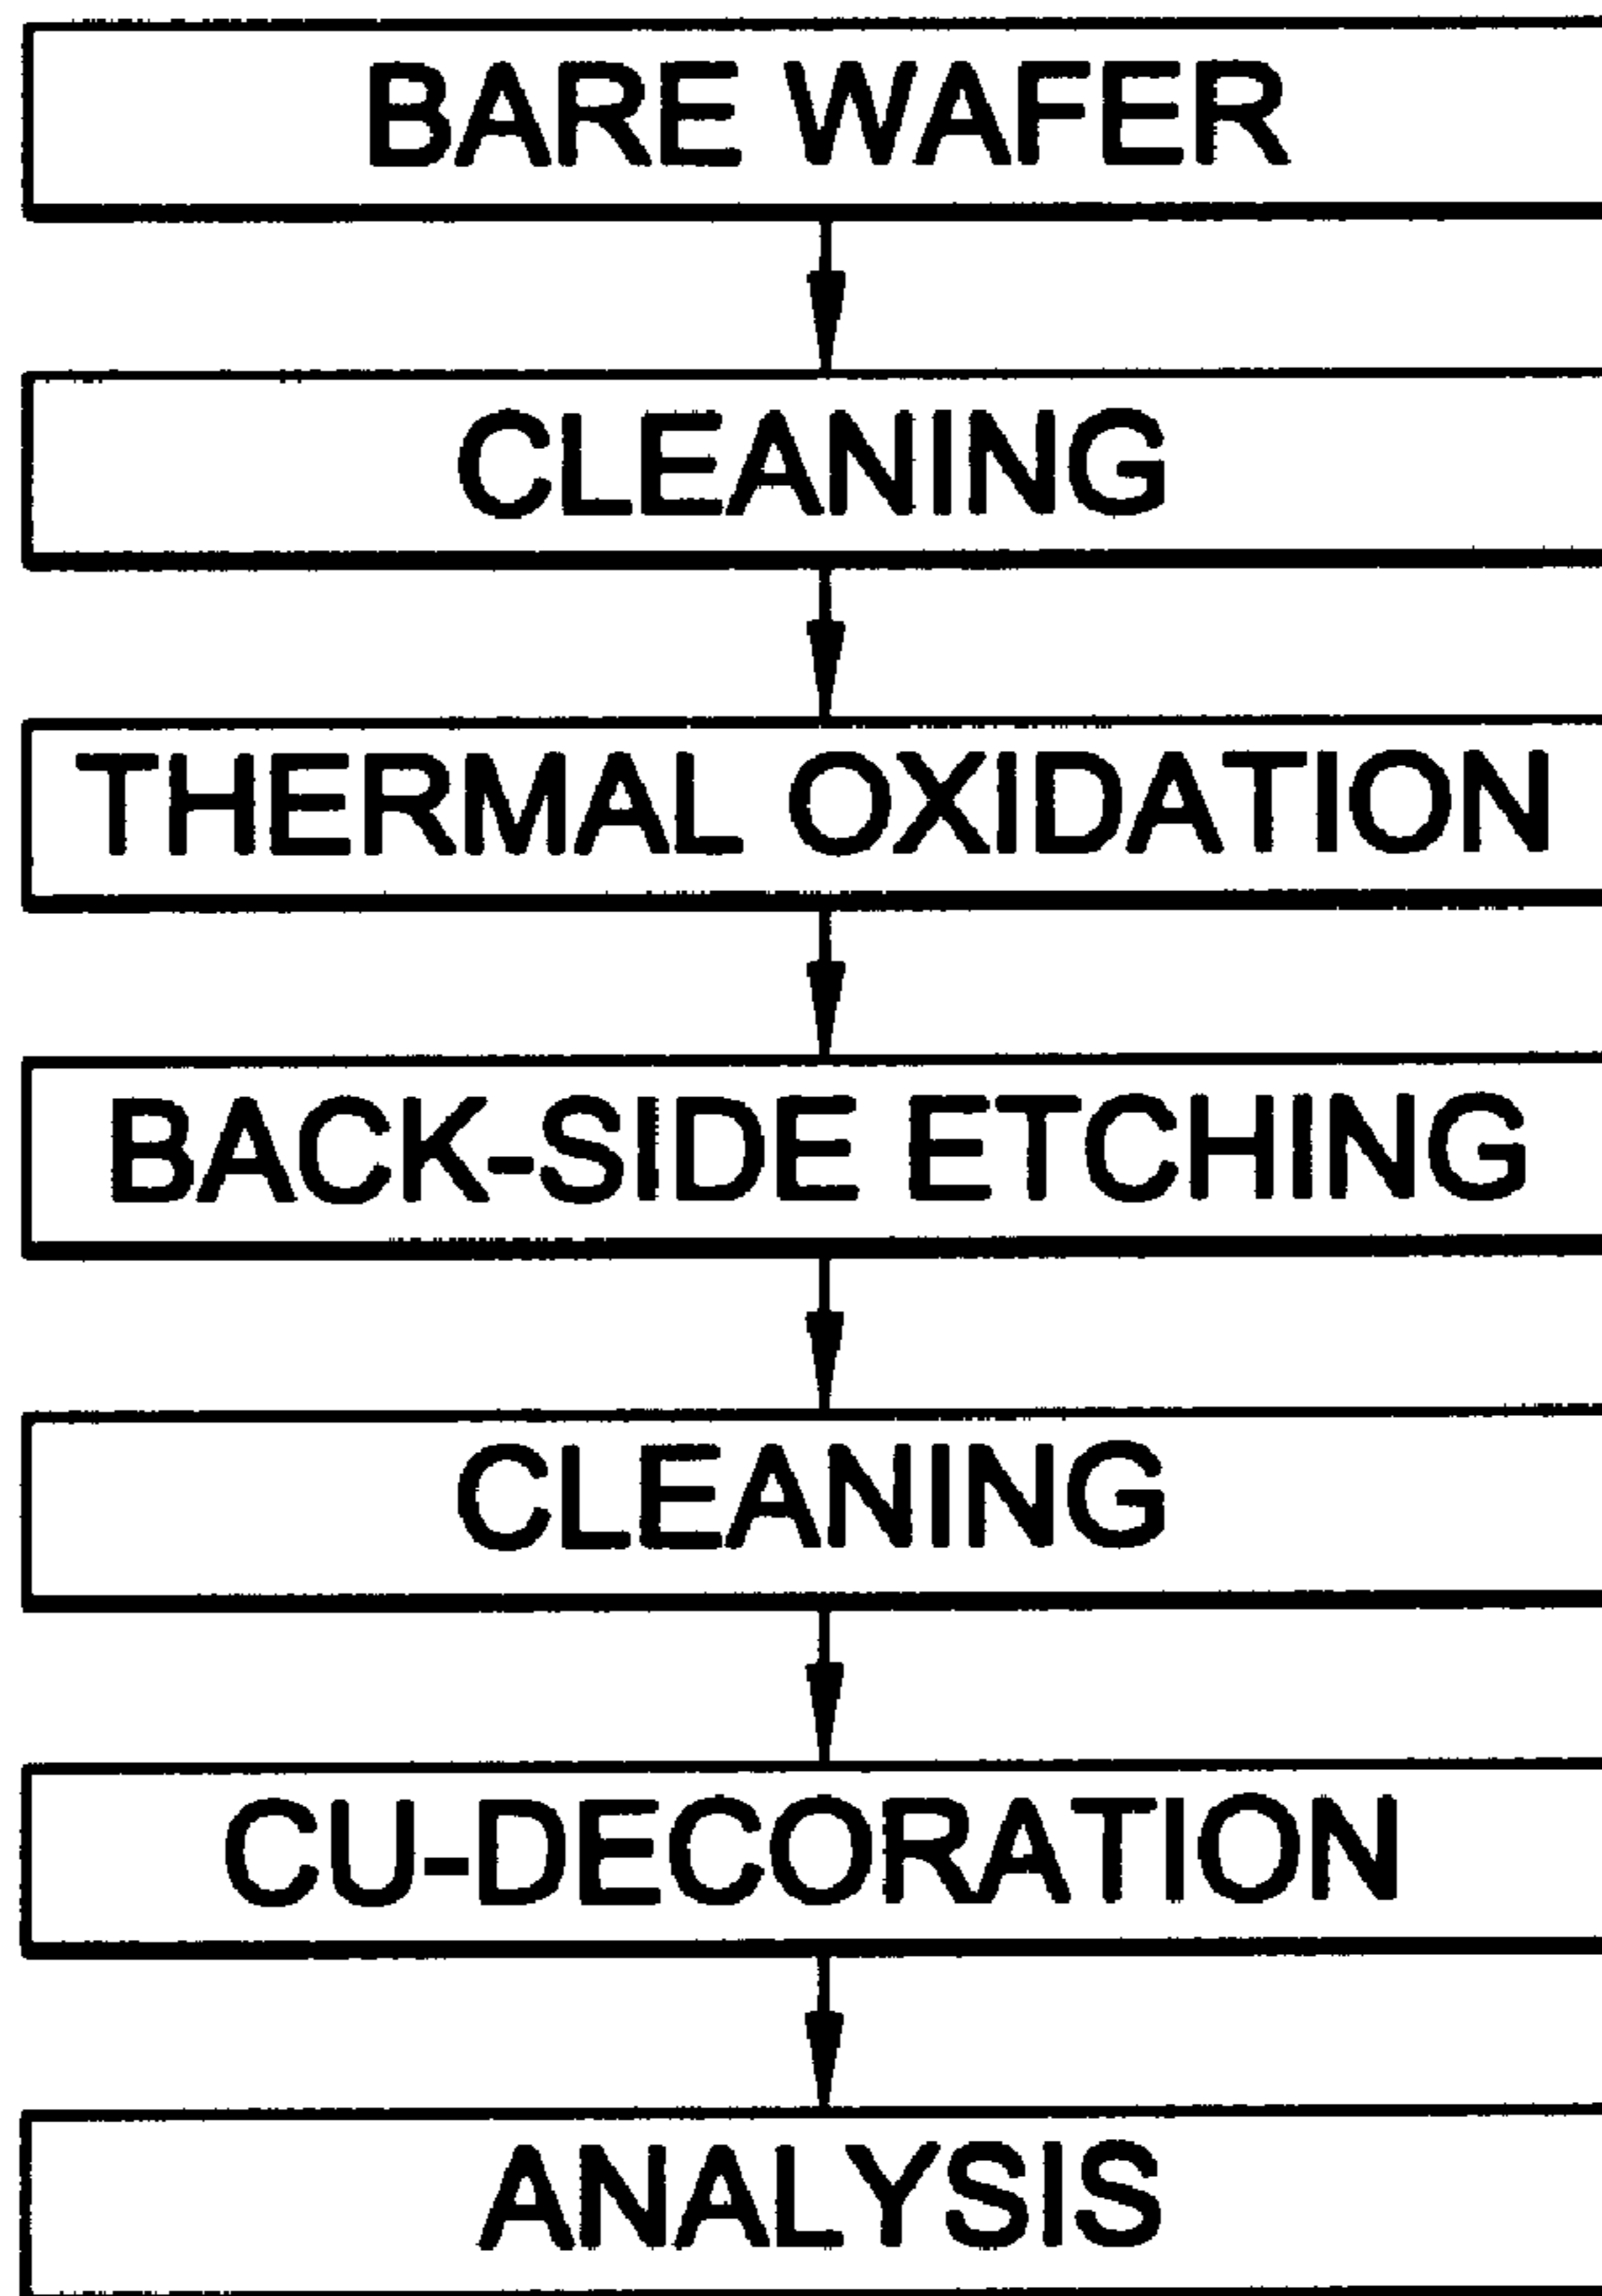 BARE WAFER
CLEANING
THERMAL OXIDATION
BACK-SIDE ETCHING
CLEANING
CU-DECORATION
ANALYSIS